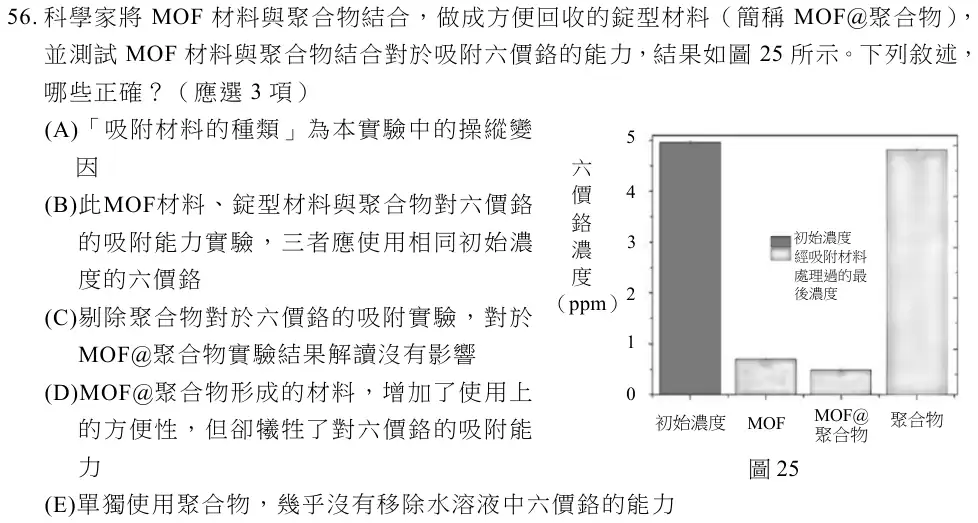 56. 科學家將 MOF 材料與聚合物結合，做成方便回收的錠型材料（簡稱 MOF@聚合物），
並測試 MOF 材料與聚合物結合對於吸附六價鉻的能力，結果如圖 25 所示。下列敘述，
哪些正確？（應選 3 項）
(A)「吸附材料的種類」為本實驗中的操縱變
因
(B)此MOF材料、錠型材料與聚合物對六價鉻
的吸附能力實驗，三者應使用相同初始濃
度的六價鉻
(C)剔除聚合物對於六價鉻的吸附實驗，對於
MOF@聚合物實驗結果解讀沒有影響
(D)MOF@聚合物形成的材料，增加了使用上
的方便性，但卻犧牲了對六價鉻的吸附能
力
(E)單獨使用聚合物，幾乎沒有移除水溶液中六價鉻的能力
六
價
鉻
濃
度
（ppm）
5
4
3
2
1
0
初始濃度
經吸附材料
處理過的最
後濃度
初始濃度
MOF
MOF@
聚合物
聚合物
圖 25